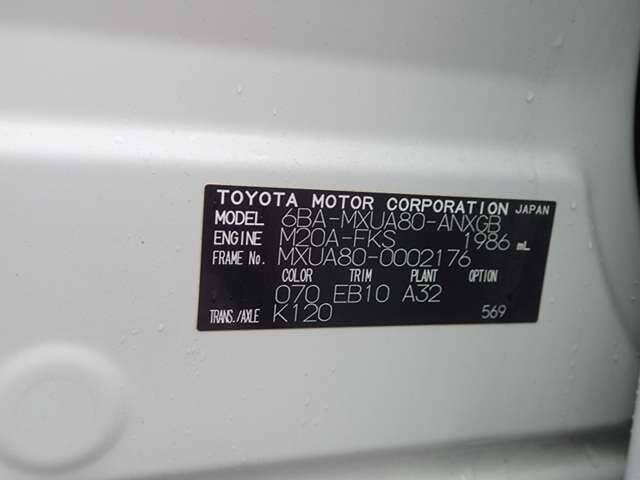 TOYOTA MOTOR CORPORATION JAPAN
MODEL 6BA-MXUA80-ANXGB
ENGINE M20A-FKS 1986 mL
FRAME No. MXUA80-0002176
COLOR TRIM PLANT OPTION
070 EB10 A32
TRANS./AXLE K120 569